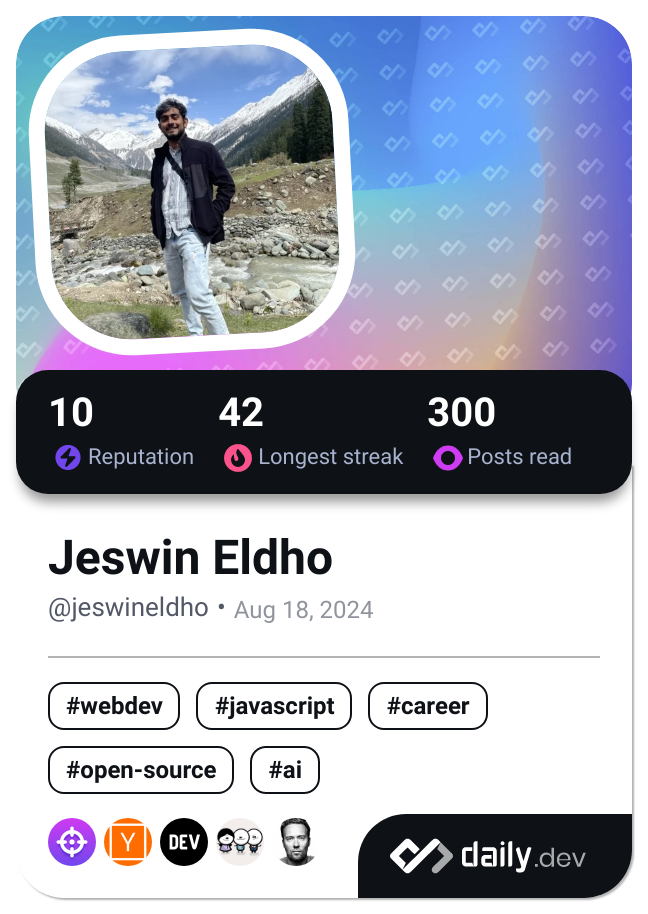 10 42 300
Reputation Longest streak Posts read
Jeswin Eldho
@jeswineldho • Aug 18, 2024
#webdev #javascript #career
#open-source #ai
Y DEV
daily.dev